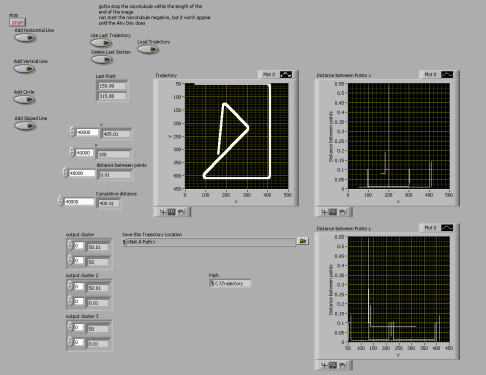 gotta stop the microtubule within the length of the
end of the image
can start the microtubule negative, but it won't appear
until the Airy Disc does
stop
STOP
Add Horizontal Line
Use Last Trajectory
Load Trajectory
Delete Last Section
Add Vertical Line
Last Point
159.99
315.88
Add Circle
Add Sloped Line
x
40000 405.01
y
40000 100
distance between points
40000 0.01
Cumulative distance
40000 400.01
Trajectory Plot 0
50
100
150
200
250
300
350
400
450
Y
0 100 200 300 400 500
x
Distance between Points x Plot 0
0.55
0.5
0.45
0.4
0.35
0.3
0.25
0.2
0.15
0.1
0.05
0
Distance between points
0 100 200 300 400 500
x
output cluster
0 50.01
0 50
output cluster 2
0 50.01
0 0.01
output cluster 3
0 50
0 0.01
Save this Trajectory Location
<Not A Path>
Path
C:\Trajectory
Distance between Points y Plot 0
0.55
0.5
0.45
0.4
0.35
0.3
0.25
0.2
0.15
0.1
0.05
0
Distance between points
50 100 150 200 250 300 350 400 450 500
x